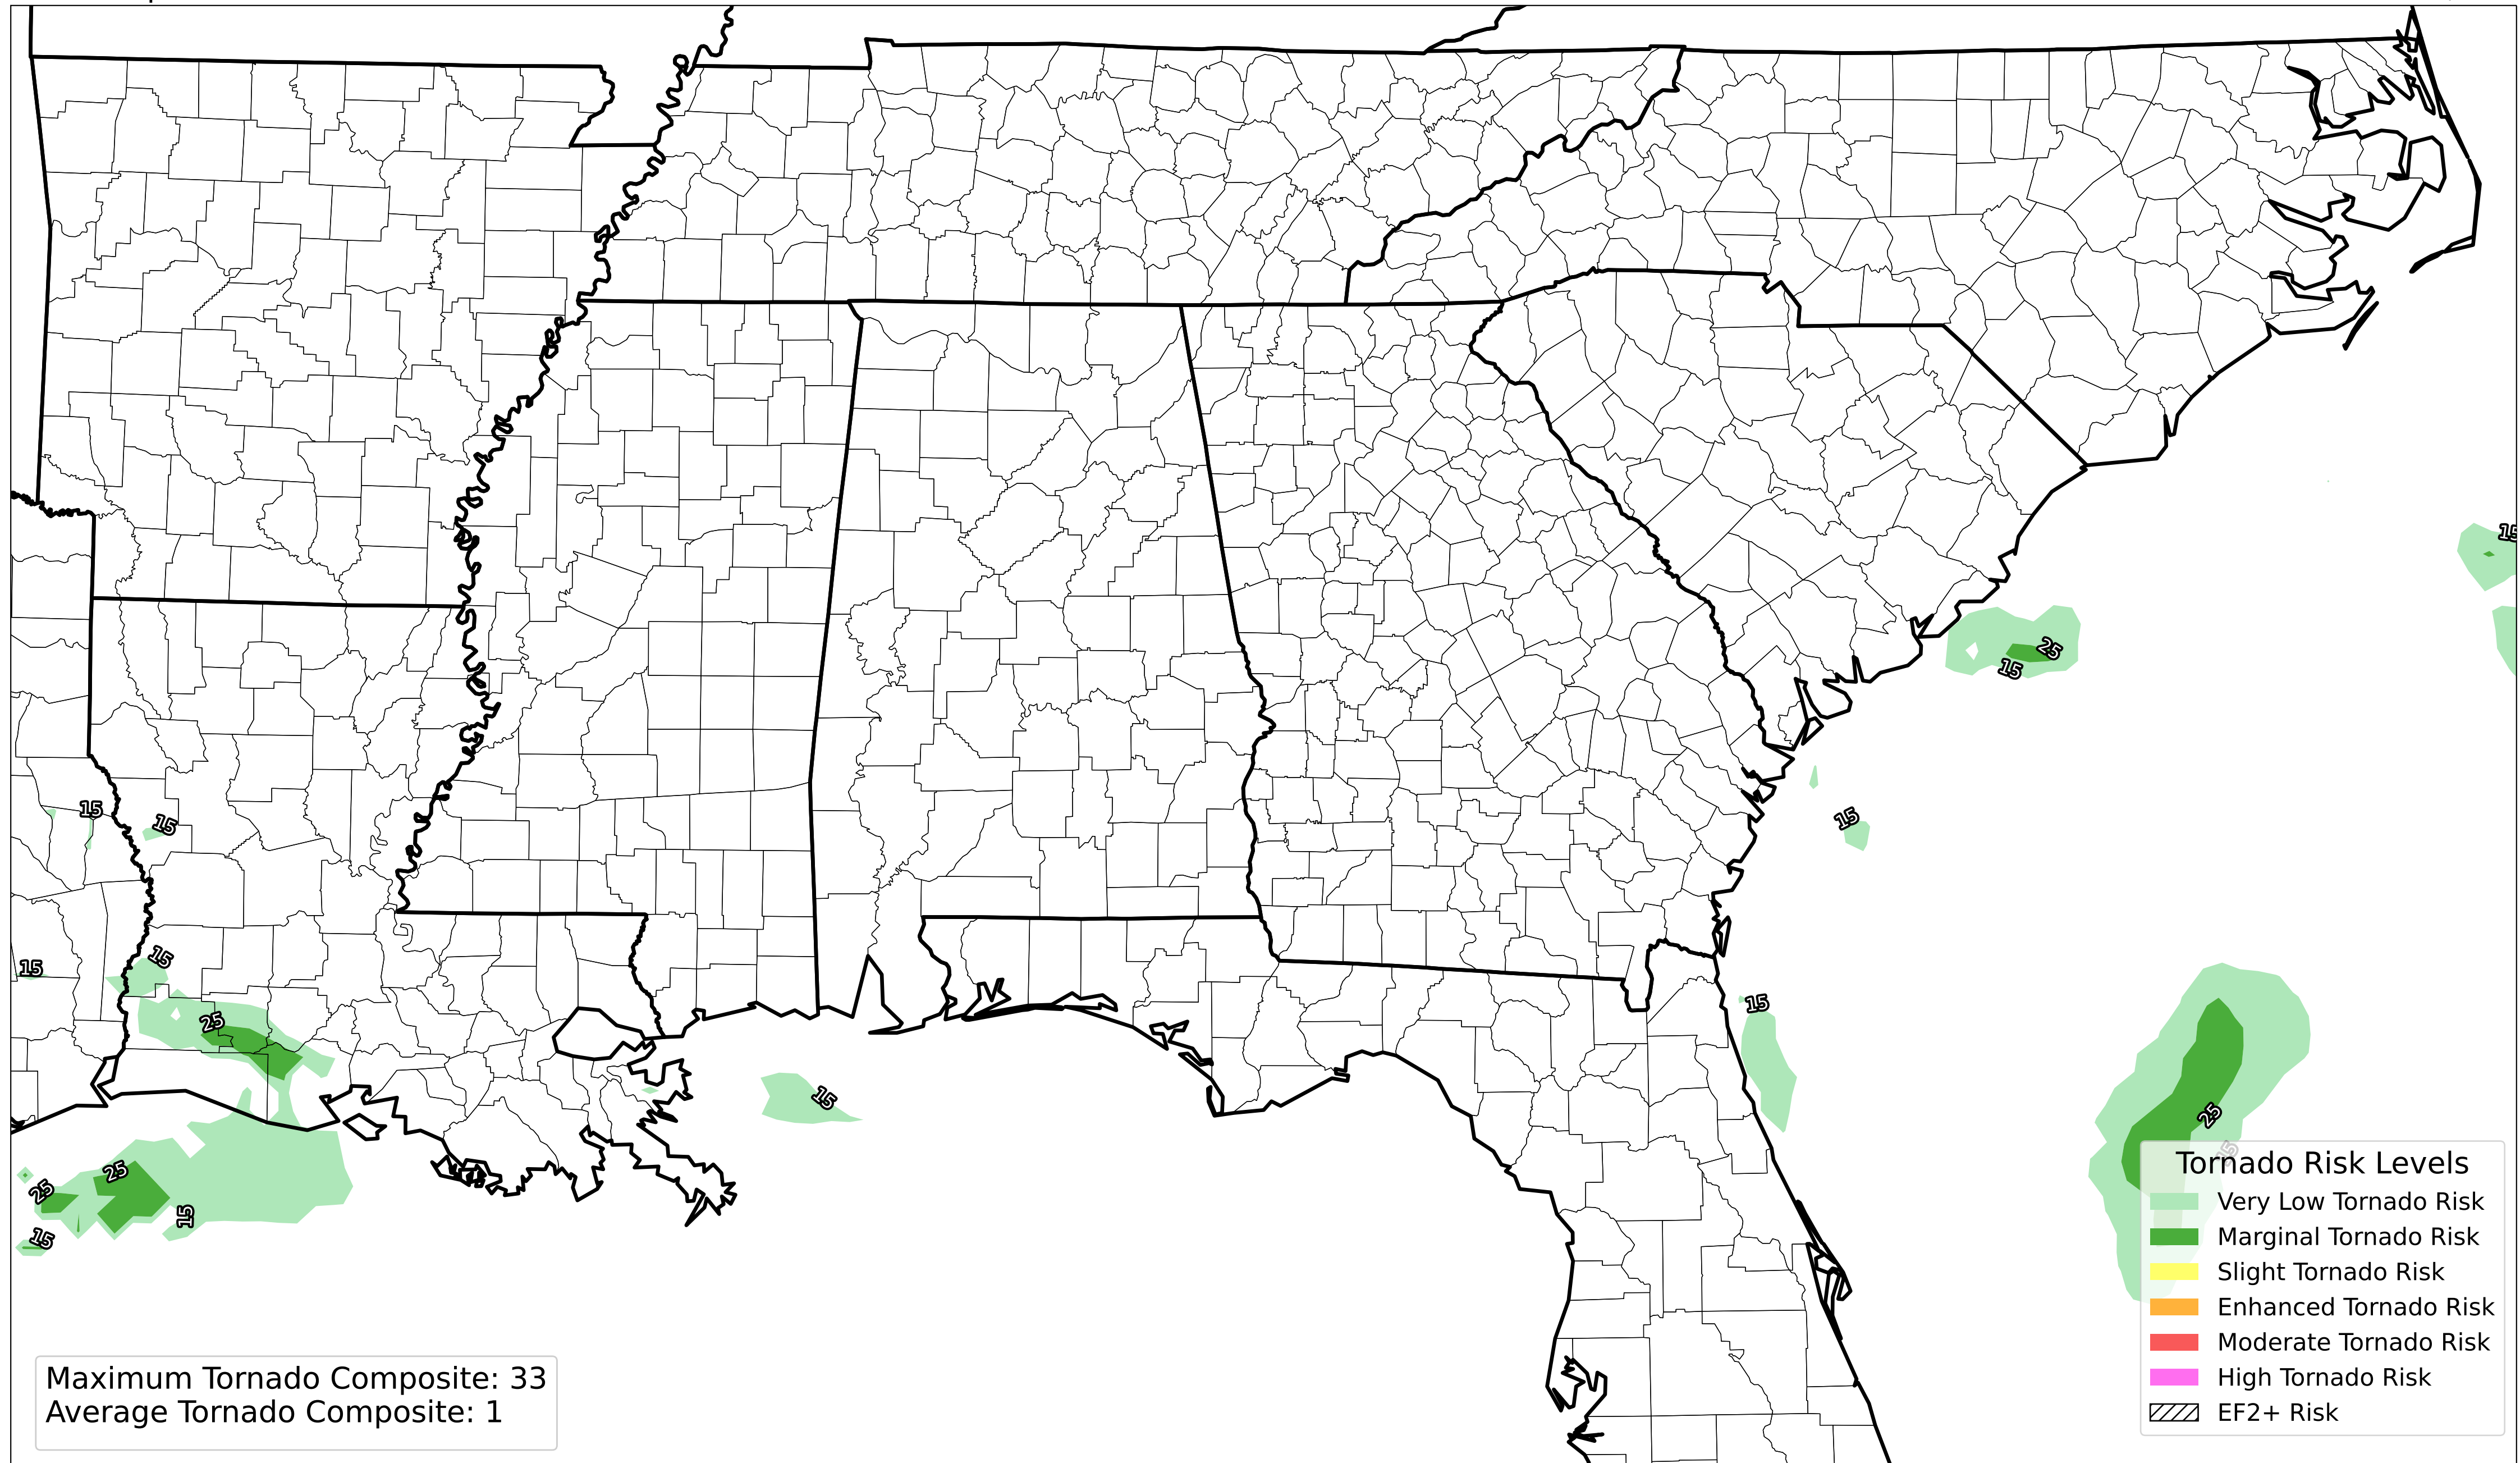 15
25
15
15
15
15
15
15
15
25
25
15
25
25
15
15
15
Tornado Risk Levels
Very Low Tornado Risk
Marginal Tornado Risk
Slight Tornado Risk
Enhanced Tornado Risk
Moderate Tornado Risk
High Tornado Risk
EF2+ Risk
Maximum Tornado Composite: 33
Average Tornado Composite: 1